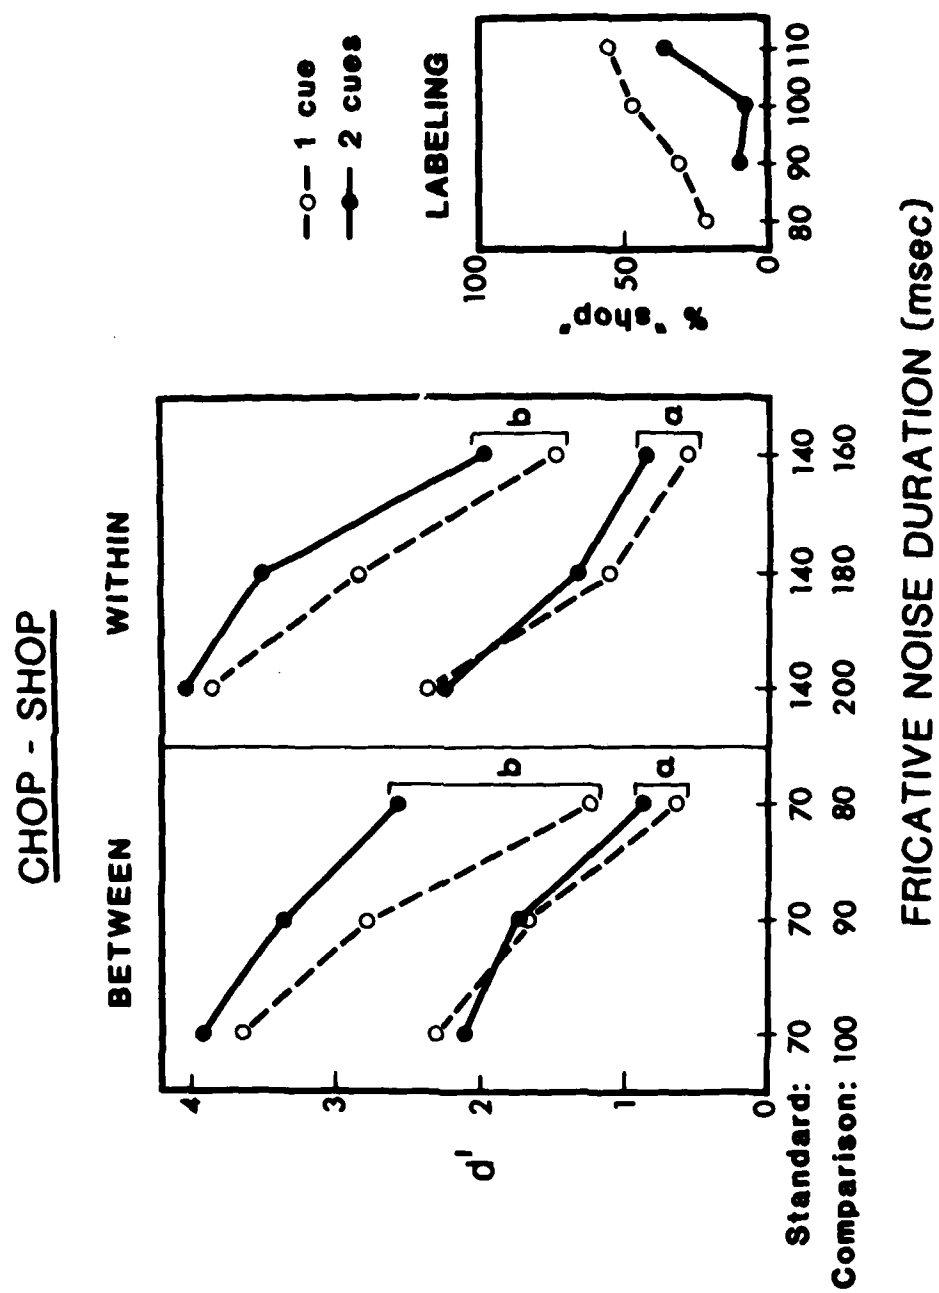 CHOP - SHOP
BETWEEN
WITHIN
1 cue
2 cues
LABELING
d'
4
3
2
1
0
b
a
b
a
Standard: 70 70 70 140 140 140
Comparison: 100 90 80 200 180 160
% "shop"
100
50
0
80 90 100 110
FRICATIVE NOISE DURATION (msec)